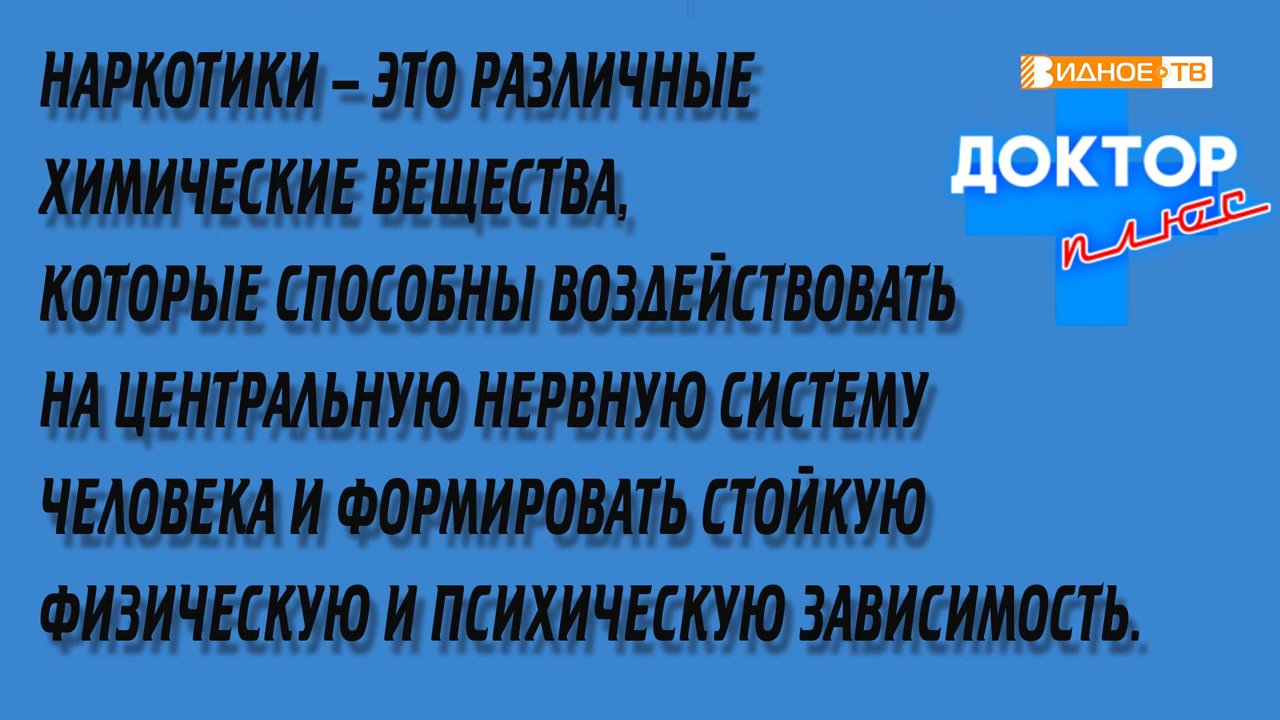 НАРКОТИКИ – ЭТО РАЗЛИЧНЫЕ
ХИМИЧЕСКИЕ ВЕЩЕСТВА,
КОТОРЫЕ СПОСОБНЫ ВОЗДЕЙСТВОВАТЬ
НА ЦЕНТРАЛЬНУЮ НЕРВНУЮ СИСТЕМУ
ЧЕЛОВЕКА И ФОРМИРОВАТЬ СТОЙКУЮ
ФИЗИЧЕСКУЮ И ПСИХИЧЕСКУЮ ЗАВИСИМОСТЬ.
ВИДНОЕ ТВ
ДОКТОР
плюс